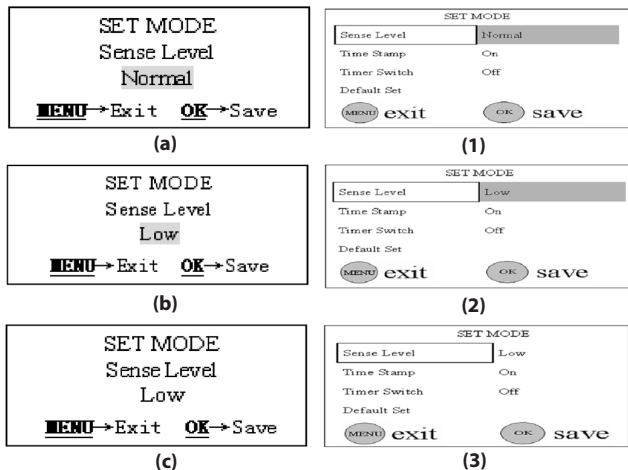 SET MODE
Sense Level
Normal
MENU→Exit OK→Save
(a)
SET MODE
Sense Level Normal
Time Stamp On
Timer Switch Off
Default Set
MENU exit OK save
(1)
SET MODE
Sense Level
Low
MENU→Exit OK→Save
(b)
SET MODE
Sense Level Low
Time Stamp On
Timer Switch Off
Default Set
MENU exit OK save
(2)
SET MODE
Sense Level
Low
MENU→Exit OK→Save
(c)
SET MODE
Sense Level Low
Time Stamp On
Timer Switch Off
Default Set
MENU exit OK save
(3)